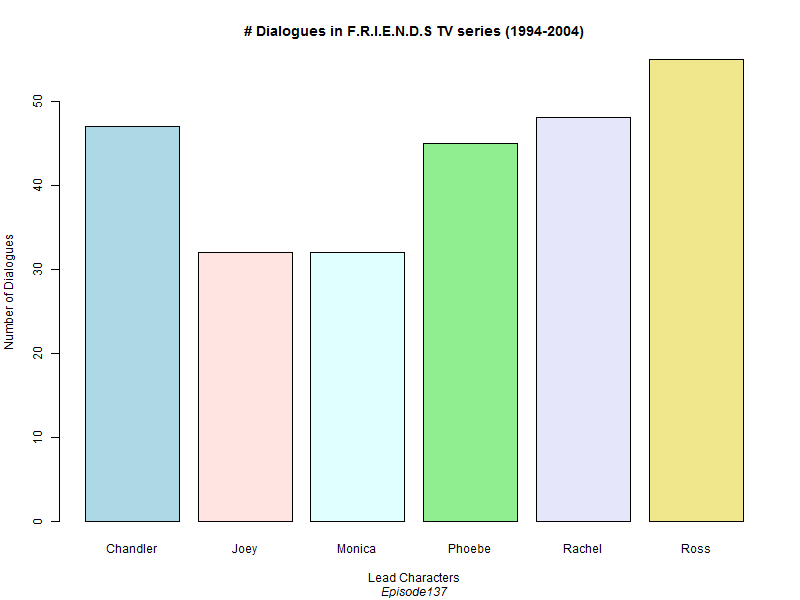 # Dialogues in F.R.I.E.N.D.S TV series (1994-2004)
Number of Dialogues
50
40
30
20
10
0
Chandler Joey Monica Phoebe Rachel Ross
Lead Characters
Episode137